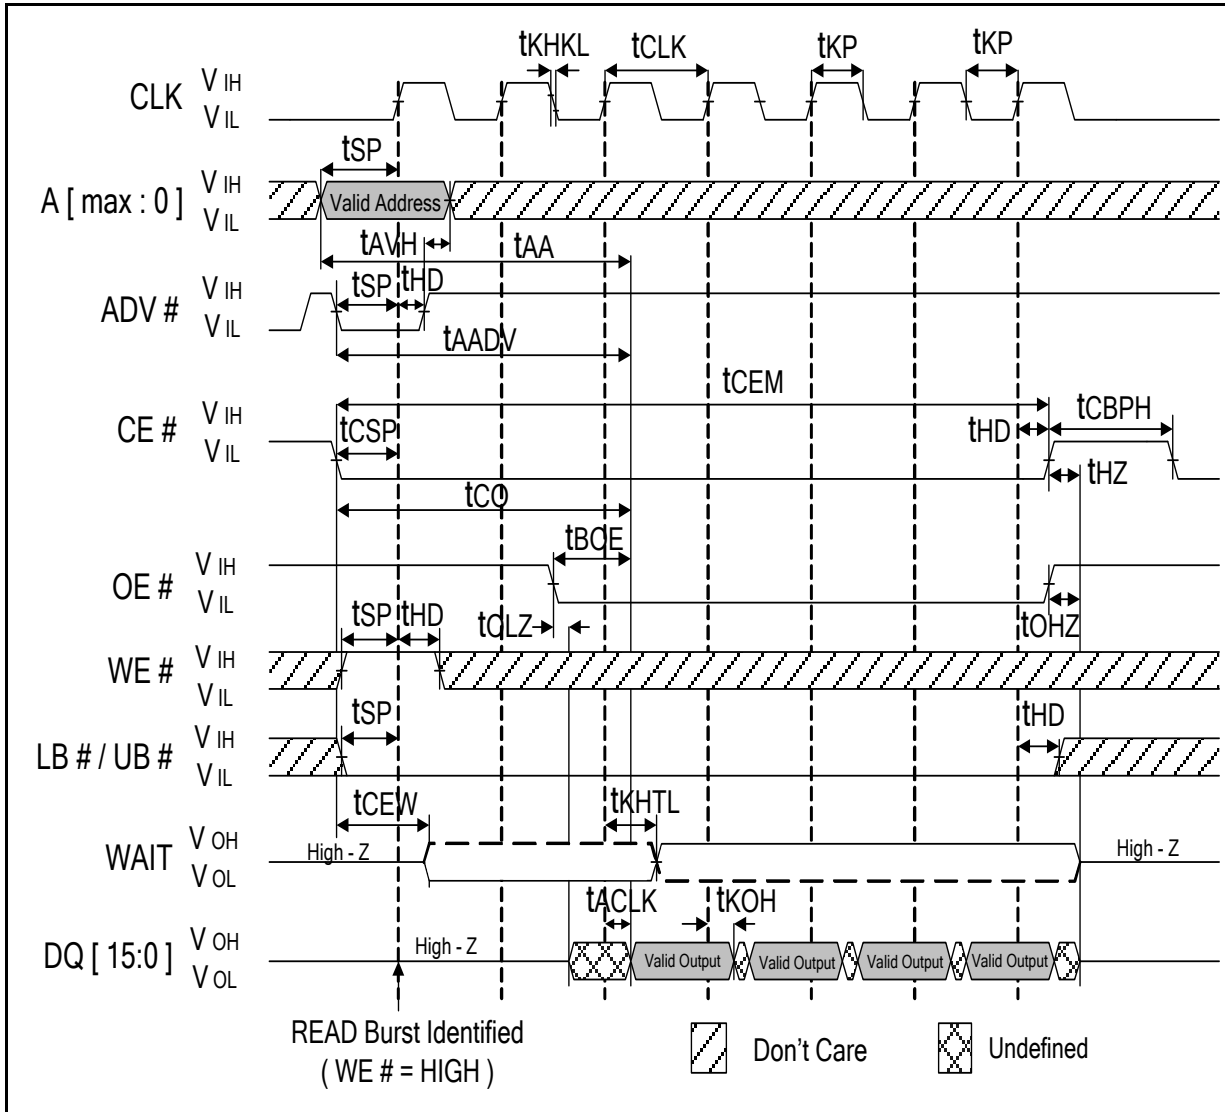 tKHKL tCLK tKP tKP
CLK V IH
V IL
tSP
A [ max : 0 ] V IH
V IL
Valid Address
tAVH tAA
tSP tHD
ADV # V IH
V IL
tAADV
tCEM
CE # V IH
V IL
tCSP tHD tCBPH
tHZ
tCO
tBOE
OE # V IH
V IL
tOLZ tOHZ
tSP tHD
WE # V IH
V IL
tSP tHD
LB # / UB # V IH
V IL
tCEW tKHTL
WAIT V OH
V OL
High - Z High - Z
tACLK tKOH
DQ [ 15:0 ] V OH
V OL
High - Z Valid Output Valid Output Valid Output Valid Output
READ Burst Identified
( WE # = HIGH )
Don't Care Undefined